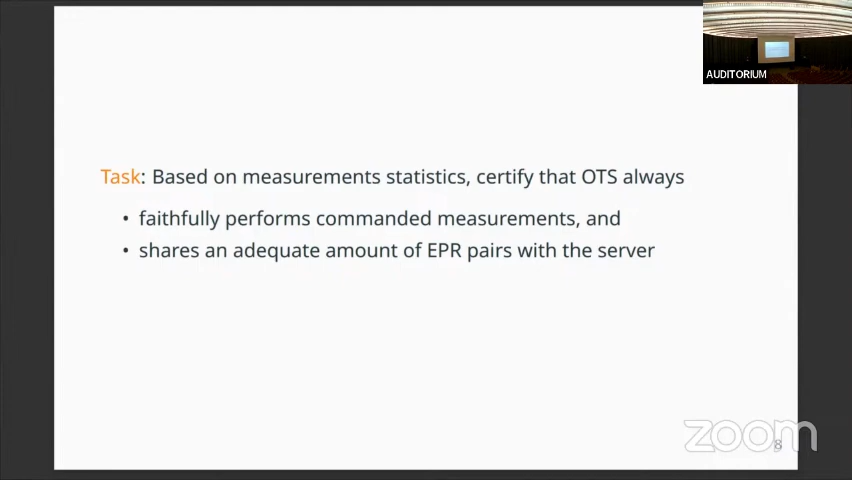 AUDITORIUM
Task: Based on measurements statistics, certify that OTS always
• faithfully performs commanded measurements, and
• shares an adequate amount of EPR pairs with the server
zoom
8